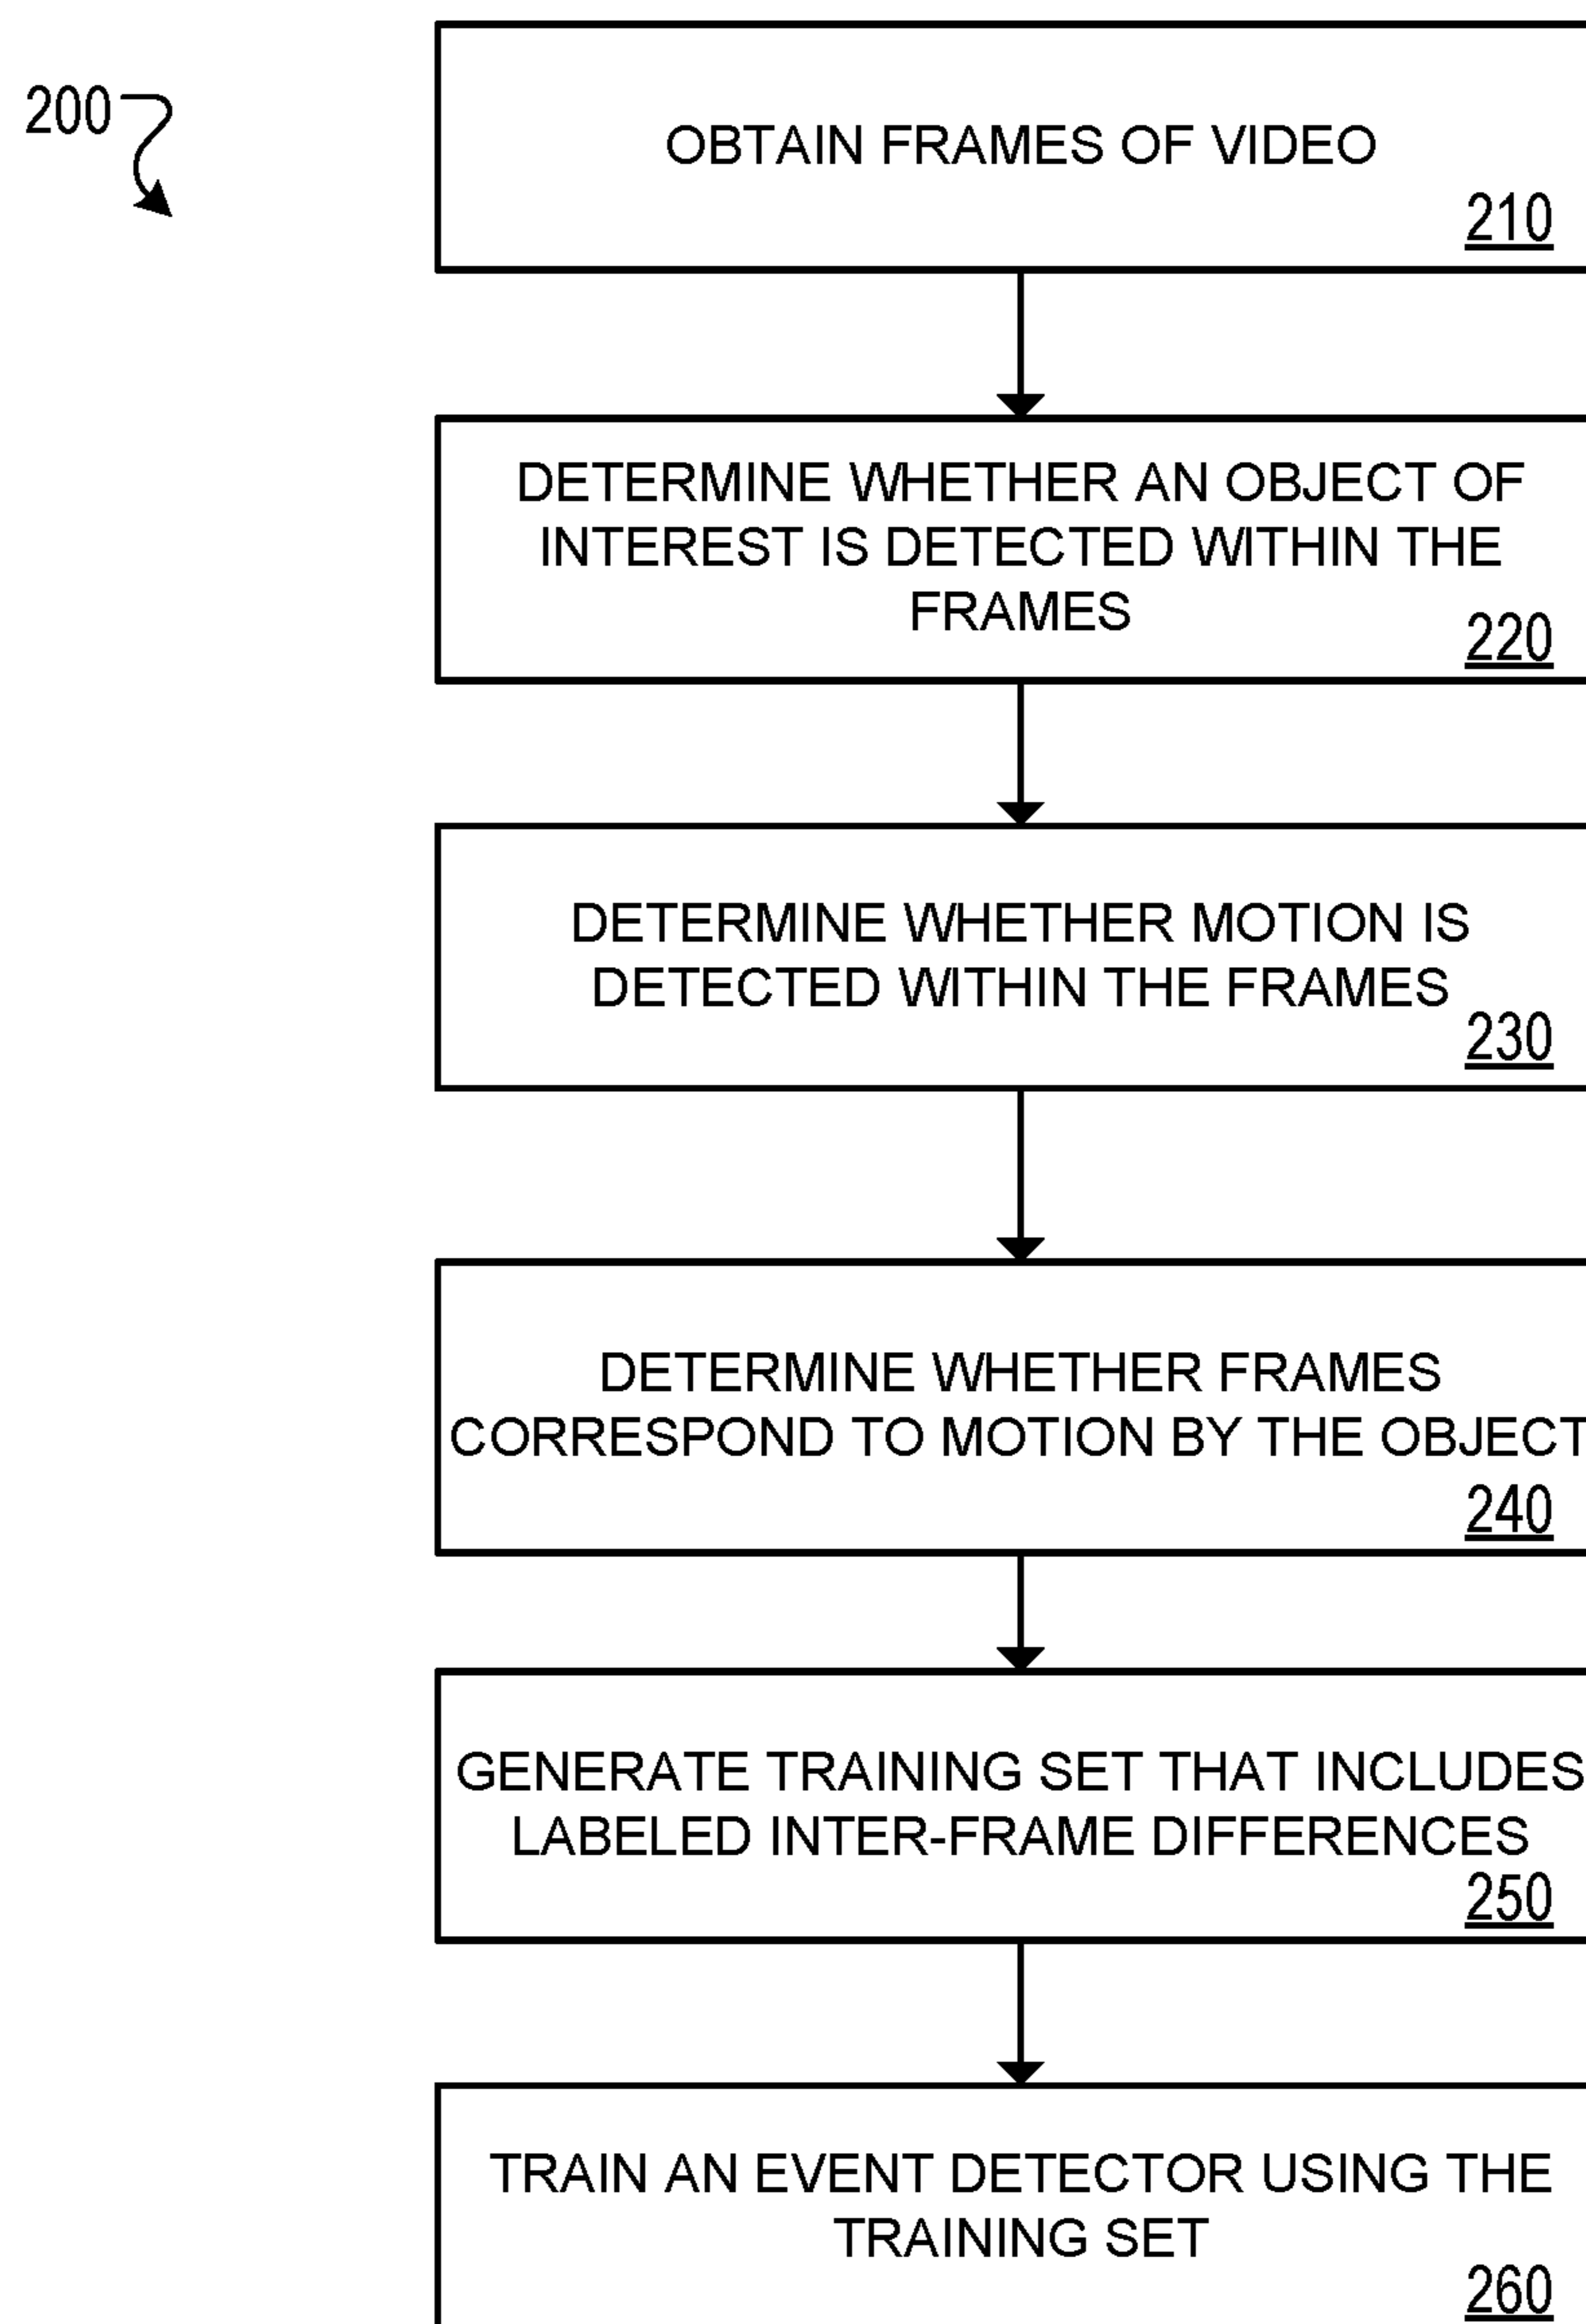 200
OBTAIN FRAMES OF VIDEO
210
DETERMINE WHETHER AN OBJECT OF
INTEREST IS DETECTED WITHIN THE
FRAMES
220
DETERMINE WHETHER MOTION IS
DETECTED WITHIN THE FRAMES
230
DETERMINE WHETHER FRAMES
CORRESPOND TO MOTION BY THE OBJECT
240
GENERATE TRAINING SET THAT INCLUDES
LABELED INTER-FRAME DIFFERENCES
250
TRAIN AN EVENT DETECTOR USING THE
TRAINING SET
260